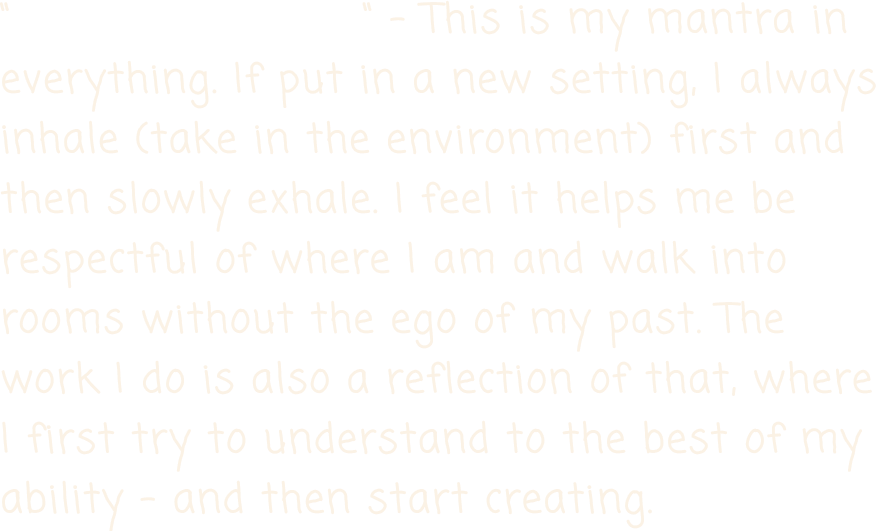 “ “ - This is my mantra in
everything. If put in a new setting, I always
inhale (take in the environment) first and
then slowly exhale. I feel it helps me be
respectful of where I am and walk into
rooms without the ego of my past. The
work I do is also a reflection of that, where
I first try to understand to the best of my
ability - and then start creating.